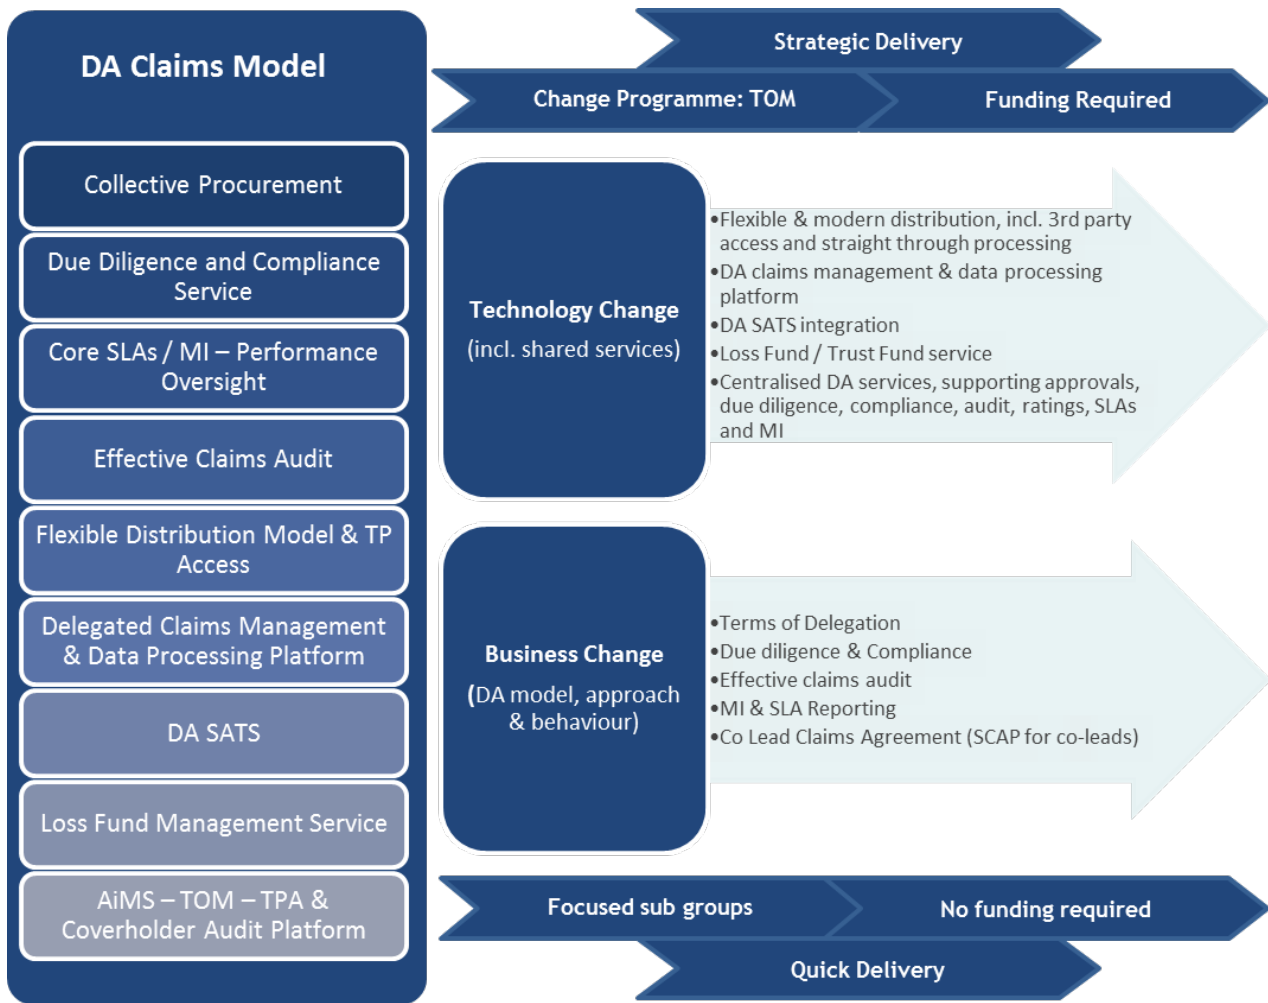 DA Claims Model
Collective Procurement
Due Diligence and Compliance
Service
Core SLAs / MI – Performance
Oversight
Effective Claims Audit
Flexible Distribution Model & TP
Access
Delegated Claims Management
& Data Processing Platform
DA SATS
Loss Fund Management Service
AiMS – TOM – TPA &
Coverholder Audit Platform
Strategic Delivery
Change Programme: TOM
Funding Required
Technology Change
(incl. shared services)
•Flexible & modern distribution, incl. 3rd party
access and straight through processing
•DA claims management & data processing
platform
•DA SATS integration
•Loss Fund / Trust Fund service
•Centralised DA services, supporting approvals,
due diligence, compliance, audit, ratings, SLAs
and MI
Business Change
(DA model, approach
& behaviour)
•Terms of Delegation
•Due diligence & Compliance
•Effective claims audit
•MI & SLA Reporting
•Co Lead Claims Agreement (SCAP for co-leads)
Focused sub groups
No funding required
Quick Delivery